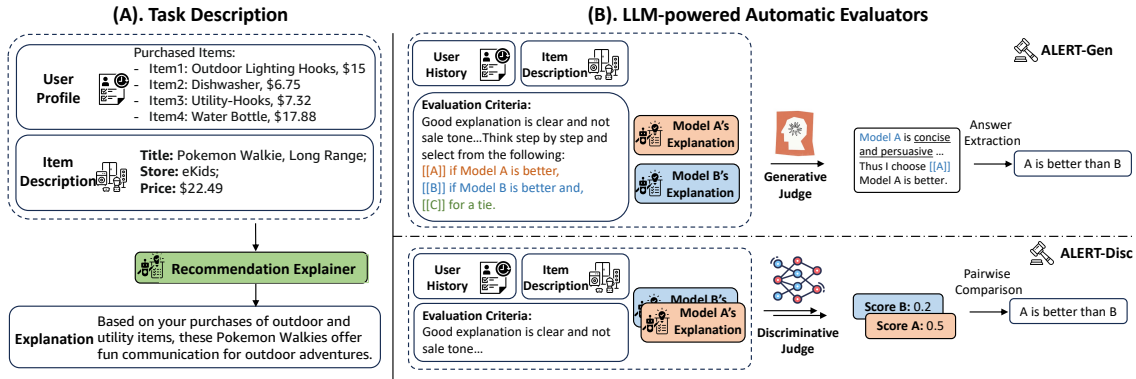 (A). Task Description
User
Profile
Purchased Items:
- Item1: Outdoor Lighting Hooks, $15
- Item2: Dishwasher, $6.75
- Item3: Utility-Hooks, $7.32
- Item4: Water Bottle, $17.88
Item
Description
Title: Pokemon Walkie, Long Range;
Store: eKids;
Price: $22.49
Recommendation Explainer
Explanation
Based on your purchases of outdoor and
utility items, these Pokemon Walkies offer
fun communication for outdoor adventures.
(B). LLM-powered Automatic Evaluators
ALERT-Gen
User
History
Item
Description
Evaluation Criteria:
Good explanation is clear and not
sale tone...Think step by step and
select from the following:
[[A]] if Model A is better,
[[B]] if Model B is better and,
[[C]] for a tie.
Model A's
Explanation
Model B's
Explanation
Generative
Judge
Model A is concise
and persuasive ...
Thus I choose [[A]]
Model A is better.
Answer
Extraction
A is better than B
ALERT-Disc
User
History
Item
Description
Evaluation Criteria:
Good explanation is clear and not
sale tone...
Model B's
Model A's
Explanation
Discriminative
Judge
Score B: 0.2
Score A: 0.5
Pairwise
Comparison
A is better than B